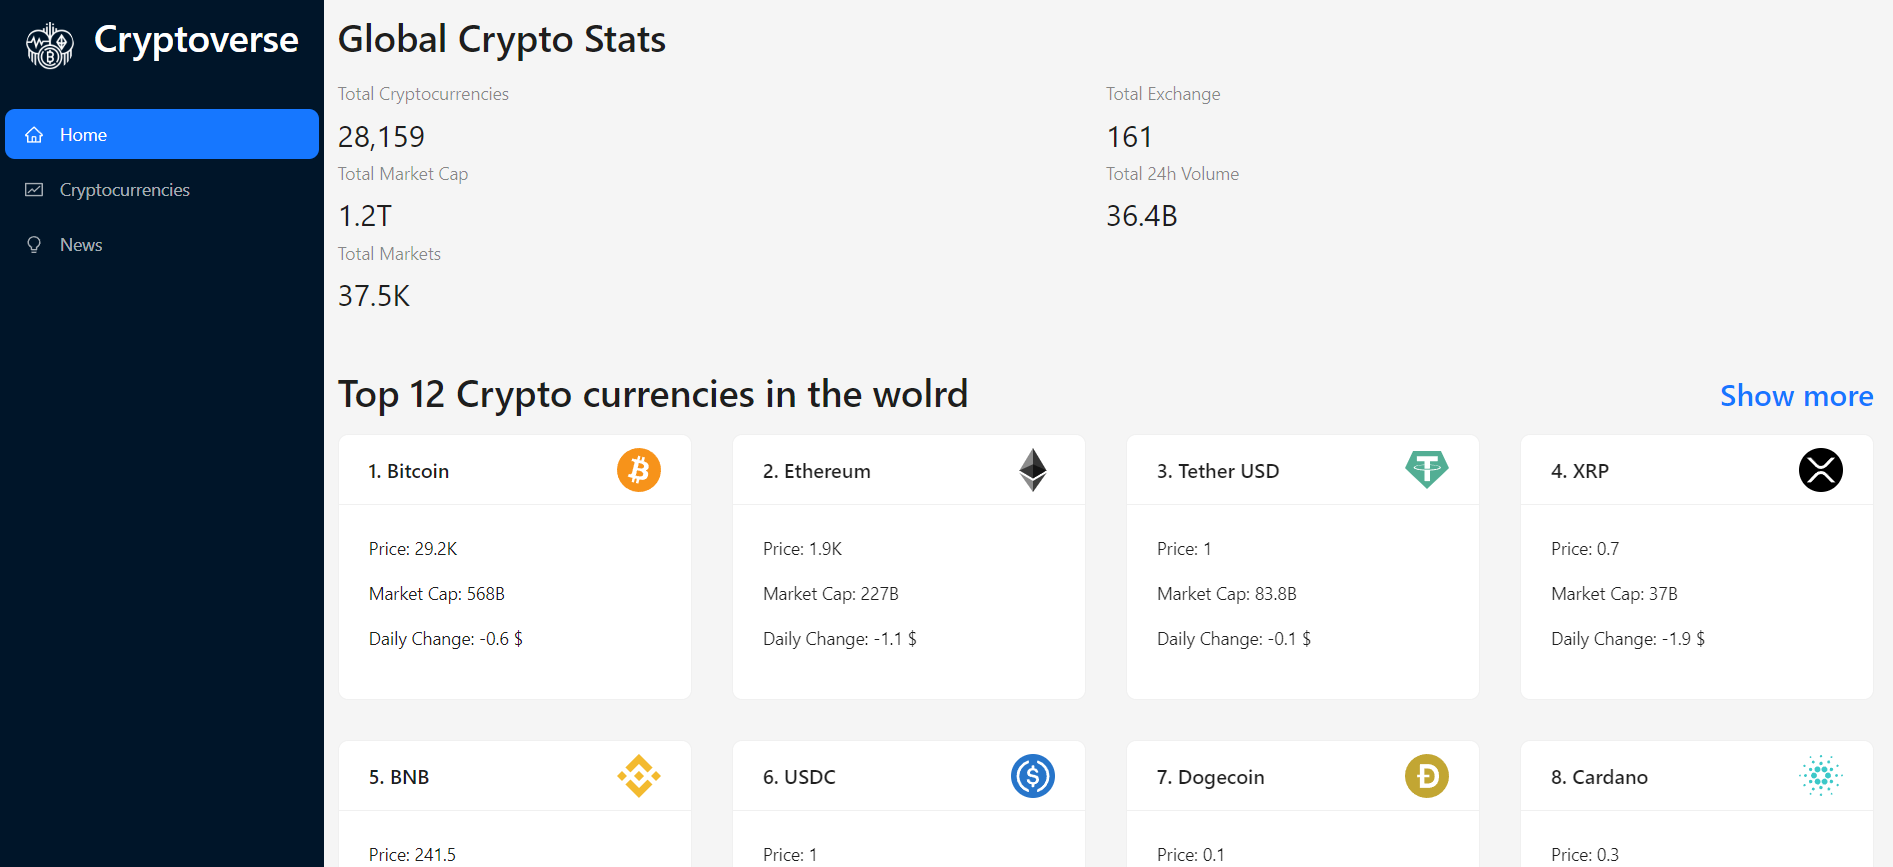 Cryptoverse
Home
Cryptocurrencies
News
Global Crypto Stats
Total Cryptocurrencies
28,159
Total Exchange
161
Total Market Cap
1.2T
Total 24h Volume
36.4B
Total Markets
37.5K
Top 12 Crypto currencies in the wolrd
Show more
1. Bitcoin
Price: 29.2K
Market Cap: 568B
Daily Change: -0.6 $
2. Ethereum
Price: 1.9K
Market Cap: 227B
Daily Change: -1.1 $
3. Tether USD
Price: 1
Market Cap: 83.8B
Daily Change: -0.1 $
4. XRP
Price: 0.7
Market Cap: 37B
Daily Change: -1.9 $
5. BNB
Price: 241.5
6. USDC
Price: 1
7. Dogecoin
Price: 0.1
8. Cardano
Price: 0.3